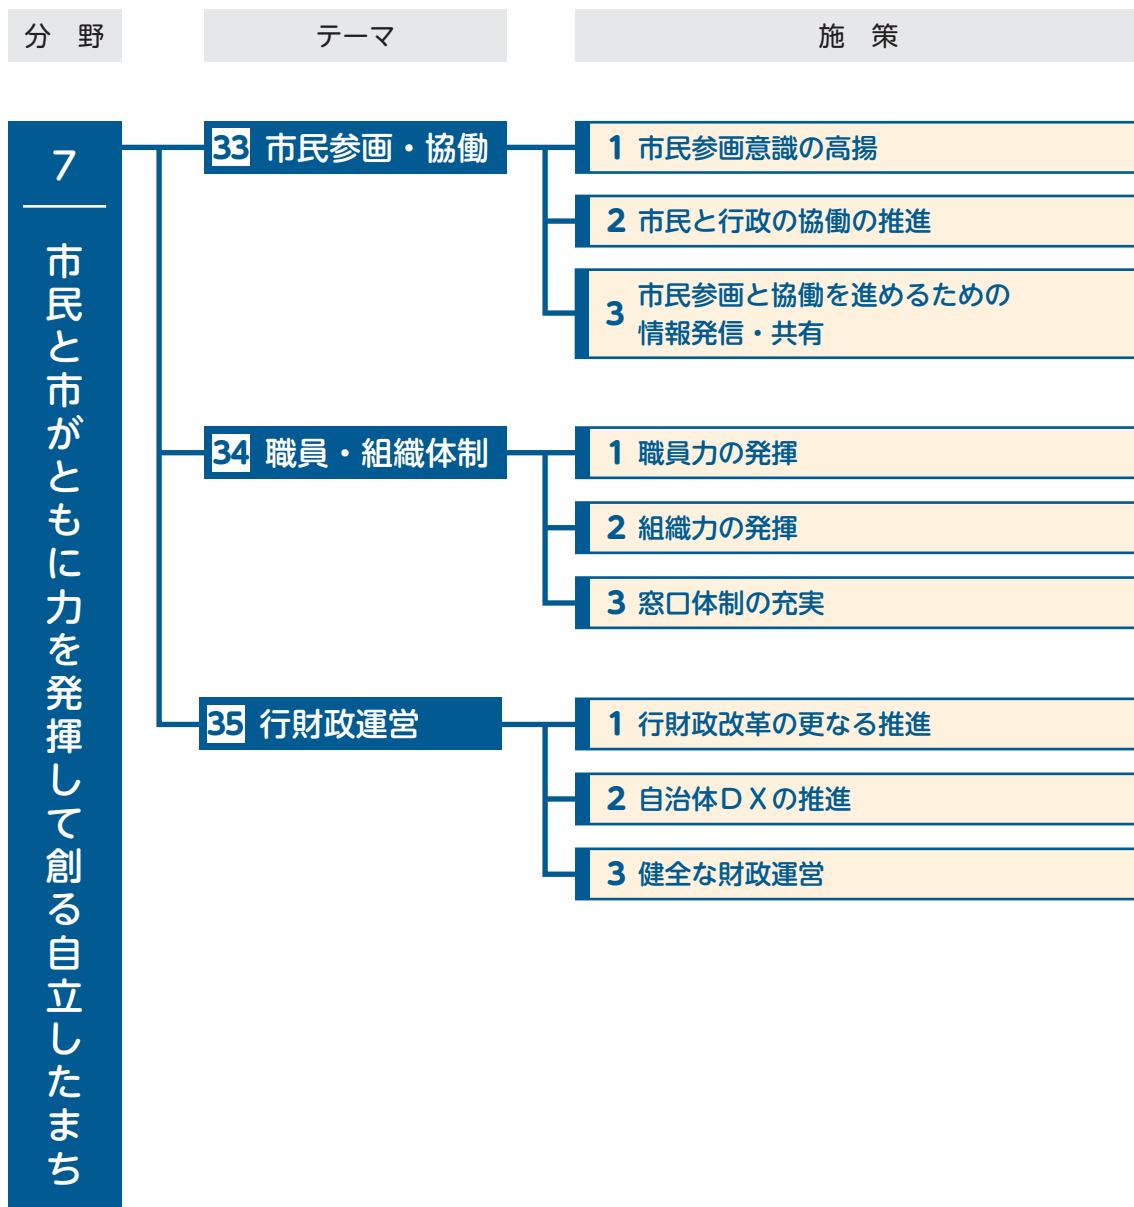 分　野
テーマ
施　策
7
市民と市がともに力を発揮して創る自立したまち
33 市民参画・協働
1 市民参画意識の高揚
2 市民と行政の協働の推進
3 市民参画と協働を進めるための
情報発信・共有
34 職員・組織体制
1 職員力の発揮
2 組織力の発揮
3 窓口体制の充実
35 行財政運営
1 行財政改革の更なる推進
2 自治体ＤＸの推進
3 健全な財政運営